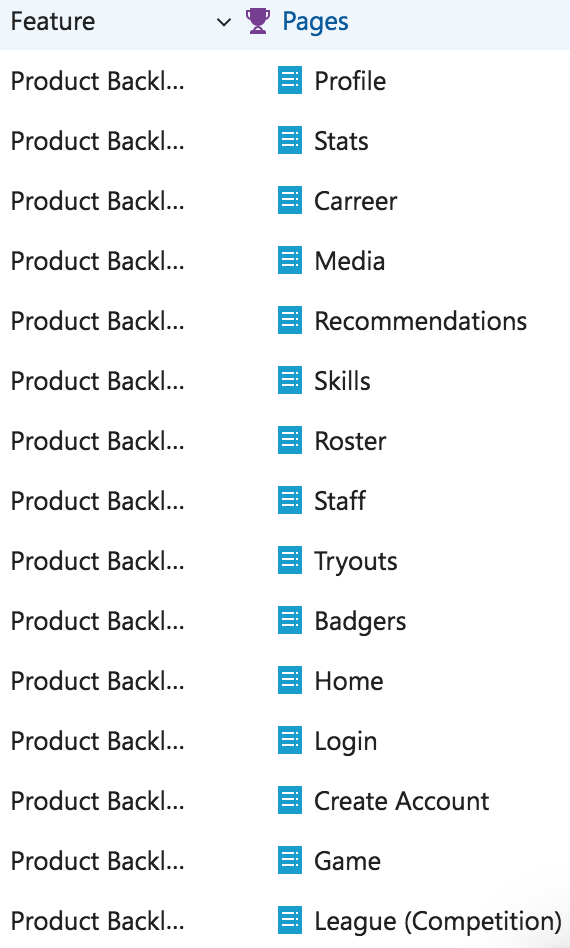 Feature Pages
Product Backl... Profile
Product Backl... Stats
Product Backl... Carreer
Product Backl... Media
Product Backl... Recommendations
Product Backl... Skills
Product Backl... Roster
Product Backl... Staff
Product Backl... Tryouts
Product Backl... Badgers
Product Backl... Home
Product Backl... Login
Product Backl... Create Account
Product Backl... Game
Product Backl... League (Competition)